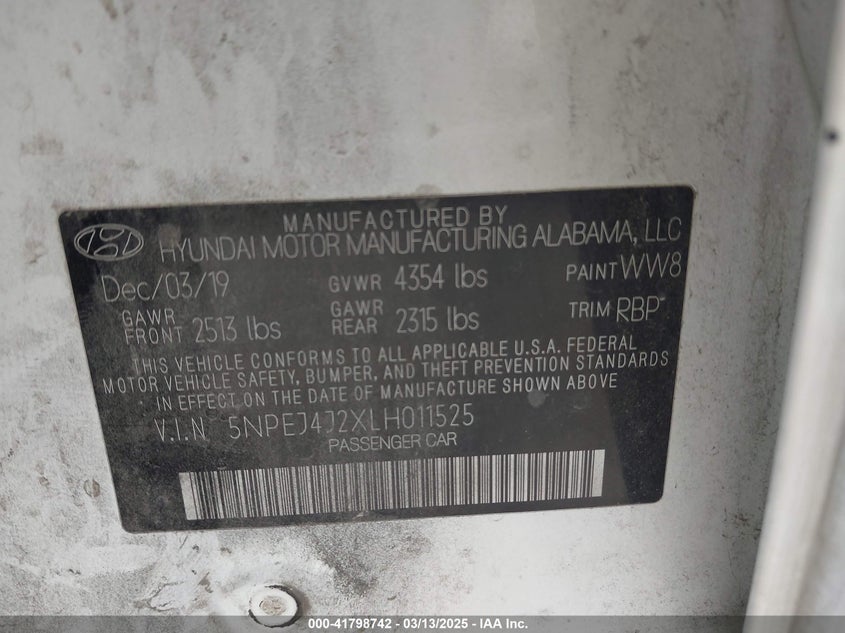 MANUFACTURED BY
HYUNDAI MOTOR MANUFACTURING ALABAMA, LLC
Dec/03/19 GVWR 4354 lbs PAINT WW8
GAWR FRONT 2513 lbs GAWR REAR 2315 lbs TRIM RBP
THIS VEHICLE CONFORMS TO ALL APPLICABLE U.S.A. FEDERAL
MOTOR VEHICLE SAFETY, BUMPER, AND THEFT PREVENTION STANDARDS
IN EFFECT ON THE DATE OF MANUFACTURE SHOWN ABOVE.
V.I.N 5NPEJ4J2XLH011525
PASSENGER CAR
000-41798742 - 03/13/2025 - IAA Inc.